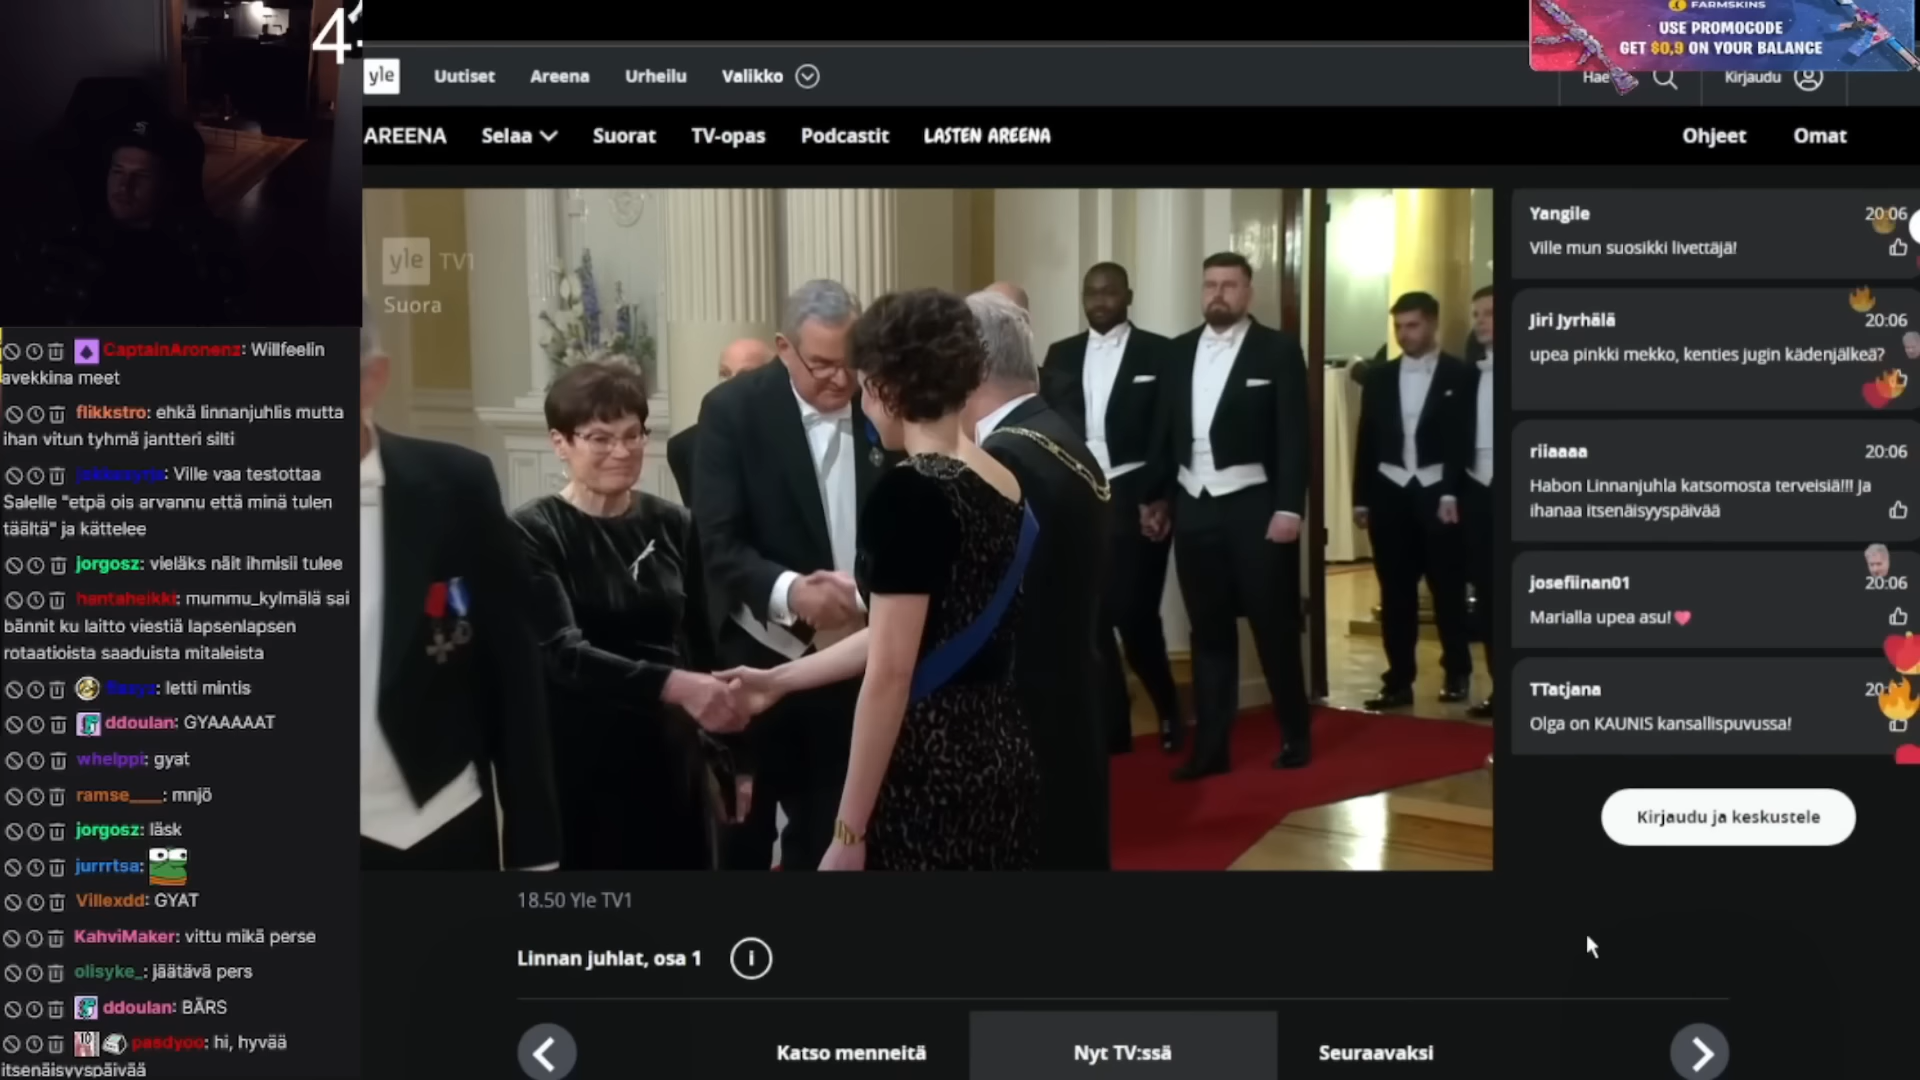 4
FARMSKINS
USE PROMOCODE
GET $0,9 ON YOUR BALANCE
yle
Uutiset
Areena
Urheilu
Valikko
Hae
Kirjaudu
AREENA
Selaa
Suorat
TV-opas
Podcastit
LASTEN AREENA
Ohjeet
Omat
yle TV1
Suora
Yangile
20:06
Ville mun suosikki livettäjä!
Jiri Jyrhälä
20:06
upea pinkki mekko, kenties jugin kädenjälkeä?
riiaaaa
20:06
Habon Linnanjuhla katsomosta terveisiä!!! Ja
ihanaa itsenäisyyspäivää
josefiinan01
20:06
Marialla upea asu!
TTatjana
Olga on KAUNIS kansallispuvussa!
Kirjaudu ja keskustele
CaptainAronenz: Willfeelin
avekkina meet
flikkstro: ehkä linnanjuhlis mutta
ihan vitun tyhmä jantteri silti
Ville vaa testottaa
Salelle "etpä ois arvannu että minä tulen
täältä" ja kättelee
jorgosz: vieläks näit ihmisii tulee
hantaheikki: mummu_kylmälä sai
bännit ku laitto viestiä lapsenlapsen
rotaatioista saaduista mitaleista
letti mintis
ddoulan: GYAAAAAT
whelppi: gyat
ramse____: mnjö
jorgosz: läsk
jurrrtsa:
Villexdd: GYAT
KahviMaker: vittu mikä perse
olisyke_: jäätävä pers
ddoulan: BÄRS
pasdyoo: hi, hyvää
itsenäisyyspäivää
18.50 Yle TV1
Linnan juhlat, osa 1
i
Katso menneitä
Nyt TV:ssä
Seuraavaksi